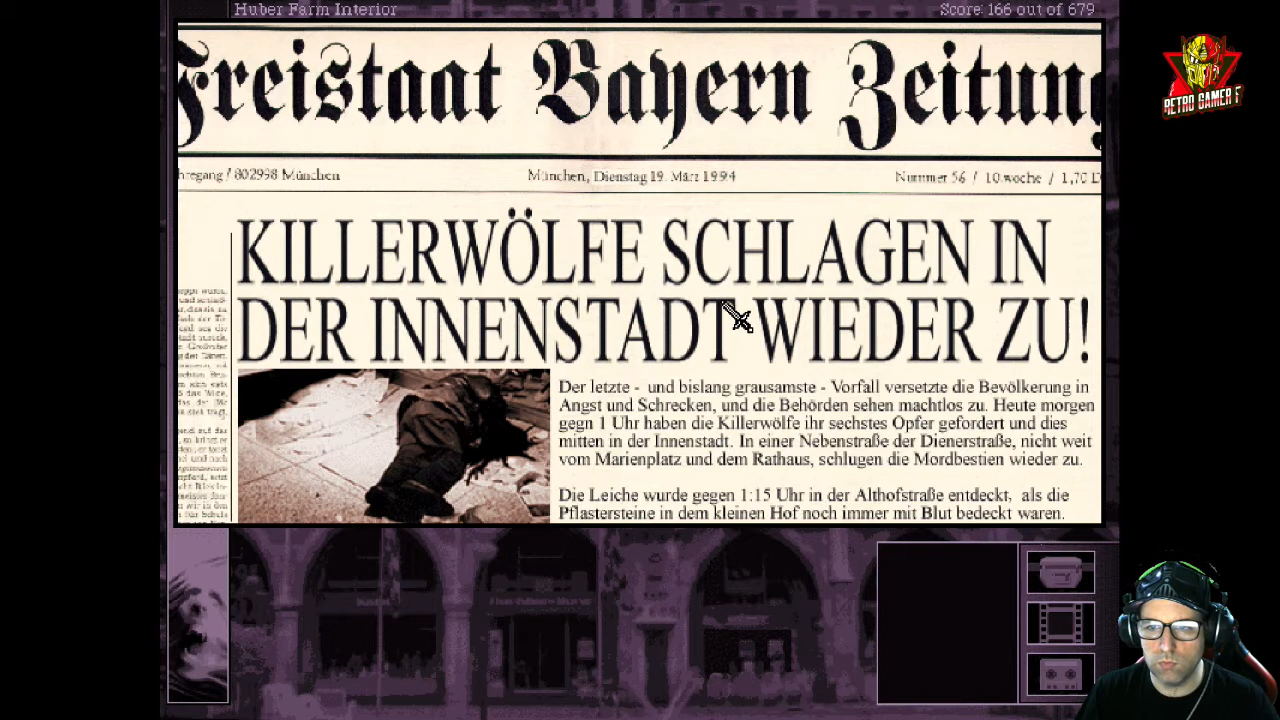 Huber Farm Interior
Score: 166 out of 679
RETRO GAMER F
Freistaat Bayern Zeitung
hregang / 802998 München
München, Dienstag 19. März 1994
Nummer 56 / 10.woche / 1,70 D
KILLERWÖLFE SCHLAGEN IN
DER INNENSTADT WIEDER ZU!
Der letzte - und bislang grausamste - Vorfall versetzte die Bevölkerung in
Angst und Schrecken, und die Behörden sehen machtlos zu. Heute morgen
gegn 1 Uhr haben die Killerwölfe ihr sechstes Opfer gefordert und dies
mitten in der Innenstadt. In einer Nebenstraße der Dienerstraße, nicht weit
vom Marienplatz und dem Rathaus, schlugen die Mordbestien wieder zu.
Die Leiche wurde gegen 1:15 Uhr in der Althofstraße entdeckt, als die
Pflastersteine in dem kleinen Hof noch immer mit Blut bedeckt waren.